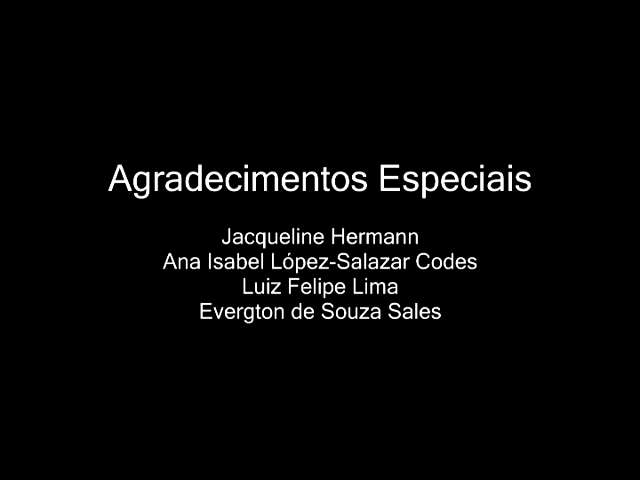 Agradecimentos Especiais
Jacqueline Hermann
Ana Isabel López-Salazar Codes
Luiz Felipe Lima
Evergton de Souza Sales